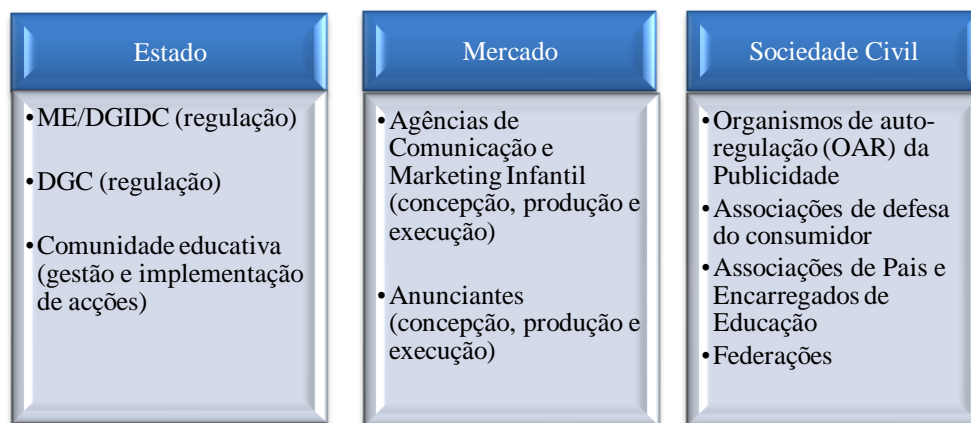 Estado
•ME/DGIDC (regulação)
•DGC (regulação)
•Comunidade educativa
(gestão e implementação
de acções)
Mercado
•Agências de
Comunicação e
Marketing Infantil
(concepção, produção e
execução)
•Anunciantes
(concepção, produção e
execução)
Sociedade Civil
•Organismos de auto-
regulação (OAR) da
Publicidade
•Associações de defesa
do consumidor
•Associações de Pais e
Encarregados de
Educação
•Federações